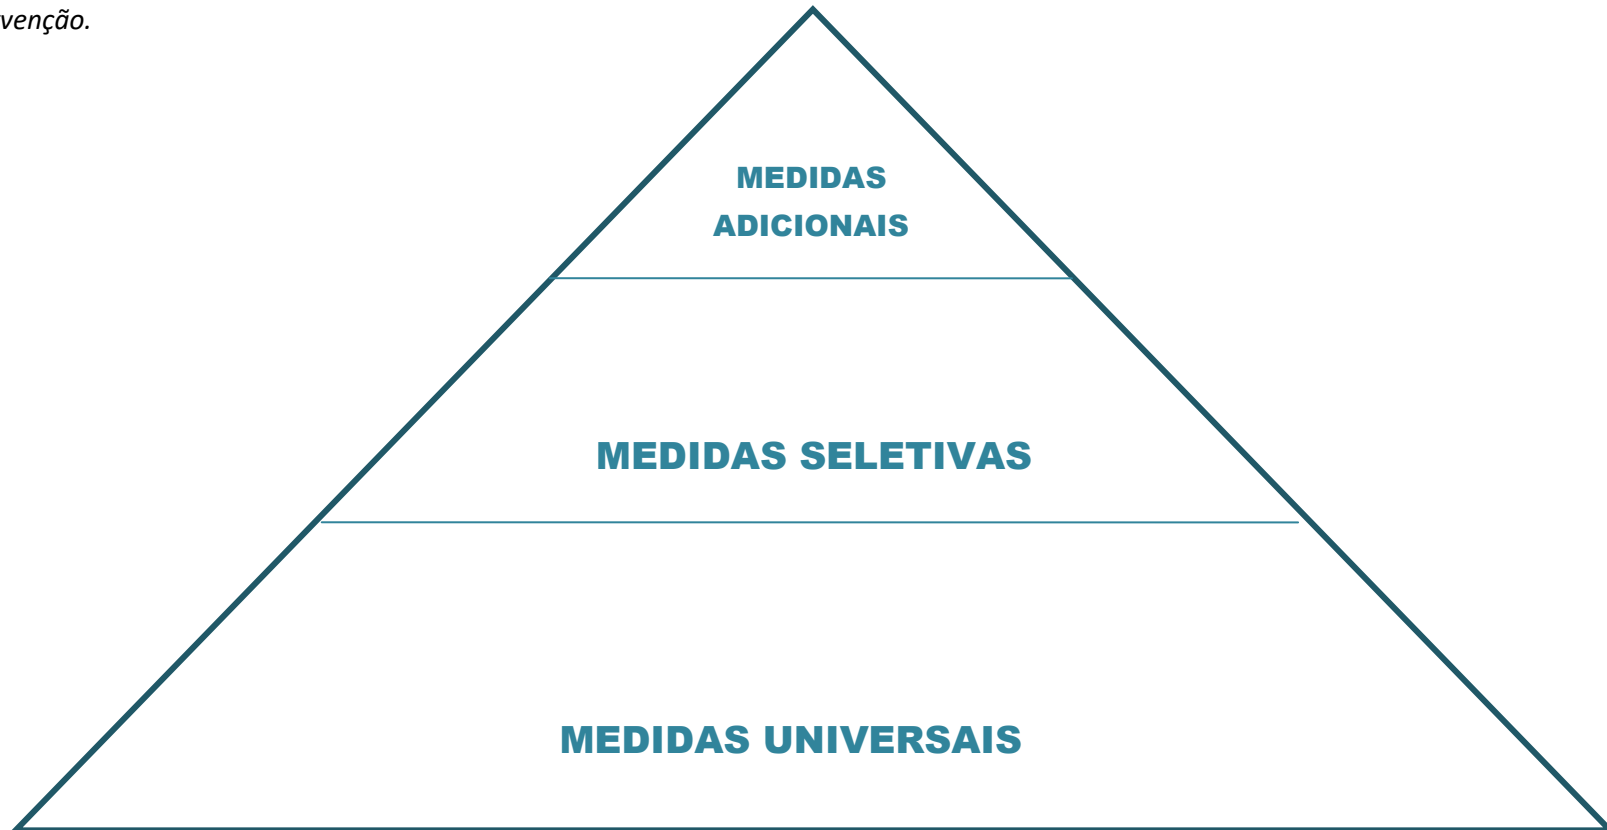 venção.
MEDIDAS
ADICIONAIS
MEDIDAS SELETIVAS
MEDIDAS UNIVERSAIS